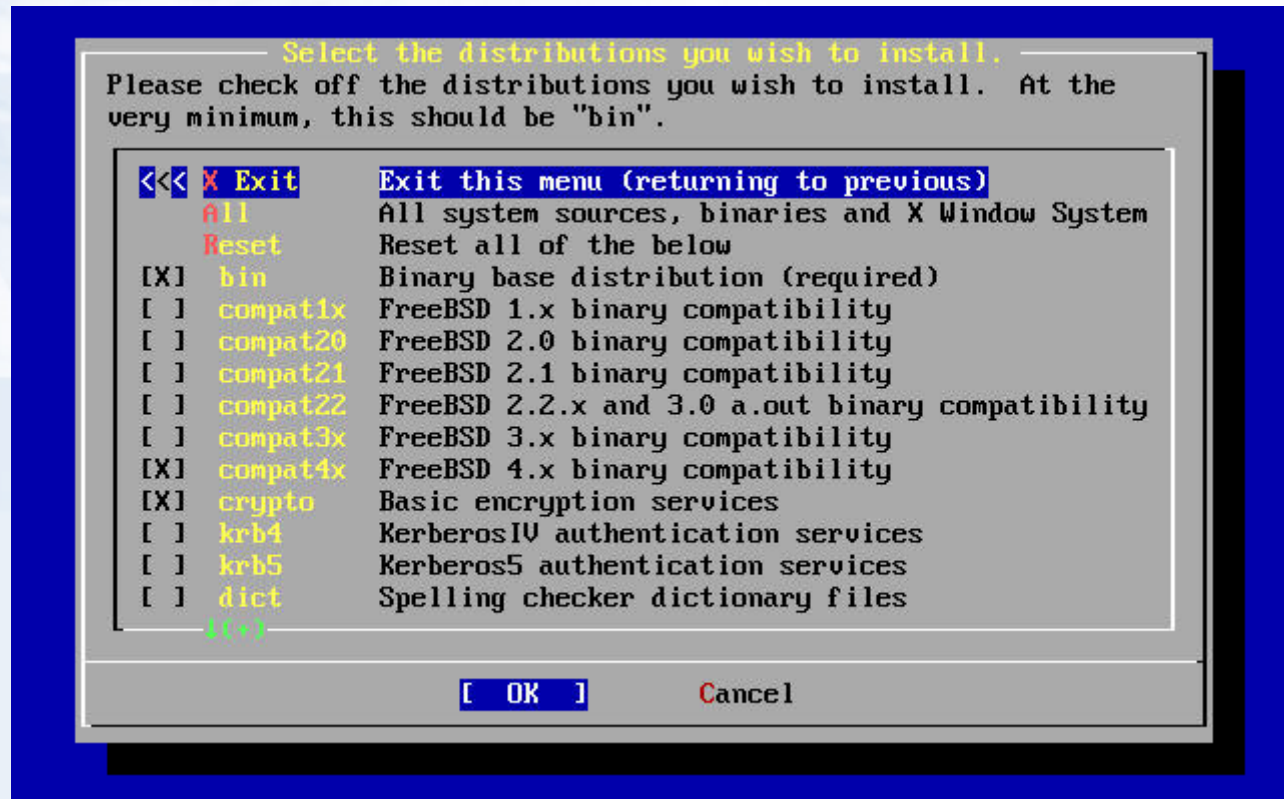 Select the distributions you wish to install.
Please check off the distributions you wish to install.  At the
very minimum, this should be "bin".
<<< X Exit     Exit this menu (returning to previous)
All      All system sources, binaries and X Window System
Reset    Reset all of the below
[X]  bin      Binary base distribution (required)
[ ]  compat1x FreeBSD 1.x binary compatibility
[ ]  compat20 FreeBSD 2.0 binary compatibility
[ ]  compat21 FreeBSD 2.1 binary compatibility
[ ]  compat22 FreeBSD 2.2.x and 3.0 a.out binary compatibility
[ ]  compat3x FreeBSD 3.x binary compatibility
[X]  compat4x FreeBSD 4.x binary compatibility
[X]  crypto   Basic encryption services
[ ]  krb4     KerberosIV authentication services
[ ]  krb5     Kerberos5 authentication services
[ ]  dict     Spelling checker dictionary files
↓(+)
[  OK  ]       Cancel